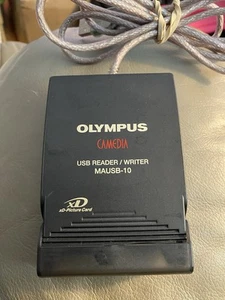 OLYMPUS
CAMEDIA
USB READER / WRITER
MAUSB-10
xD
xD-Picture Card